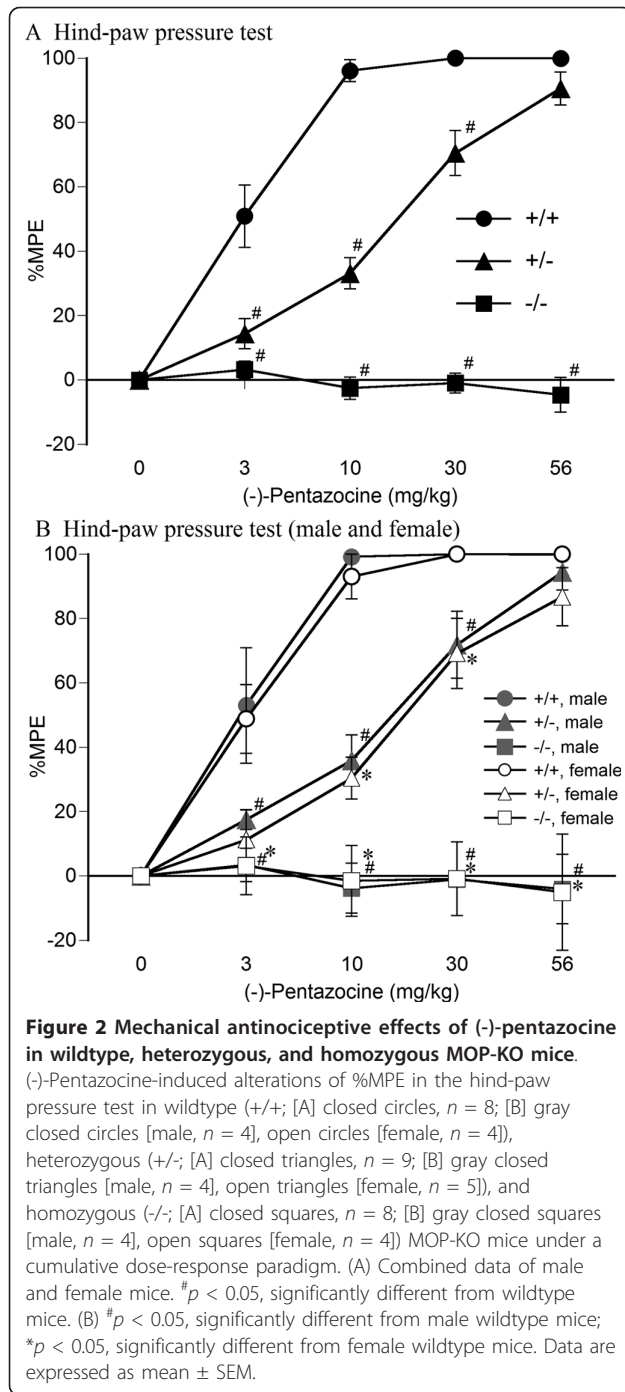 A Hind-paw pressure test
100
80
60
40
20
0
-20
%MPE
#
#
#
#
#
#
#
+/+
+/-
-/-
0 3 10 30 56
(-)-Pentazocine (mg/kg)
B Hind-paw pressure test (male and female)
100
80
60
40
20
0
-20
%MPE
#
*
#
*
#
#
*
*
#
#
*
#
*
+/+, male
+/-, male
-/-, male
+/+, female
+/-, female
-/-, female
0 3 10 30 56
(-)-Pentazocine (mg/kg)
Figure 2 Mechanical antinociceptive effects of (-)-pentazocine
in wildtype, heterozygous, and homozygous MOP-KO mice.
(-)-Pentazocine-induced alterations of %MPE in the hind-paw
pressure test in wildtype (+/+; [A] closed circles, n = 8; [B] gray
closed circles [male, n = 4], open circles [female, n = 4]),
heterozygous (+/-; [A] closed triangles, n = 9; [B] gray closed
triangles [male, n = 4], open triangles [female, n = 5]), and
homozygous (-/-; [A] closed squares, n = 8; [B] gray closed squares
[male, n = 4], open squares [female, n = 4]) MOP-KO mice under a
cumulative dose-response paradigm. (A) Combined data of male
and female mice. #p < 0.05, significantly different from wildtype
mice. (B) #p < 0.05, significantly different from male wildtype mice;
*p < 0.05, significantly different from female wildtype mice. Data are
expressed as mean ± SEM.